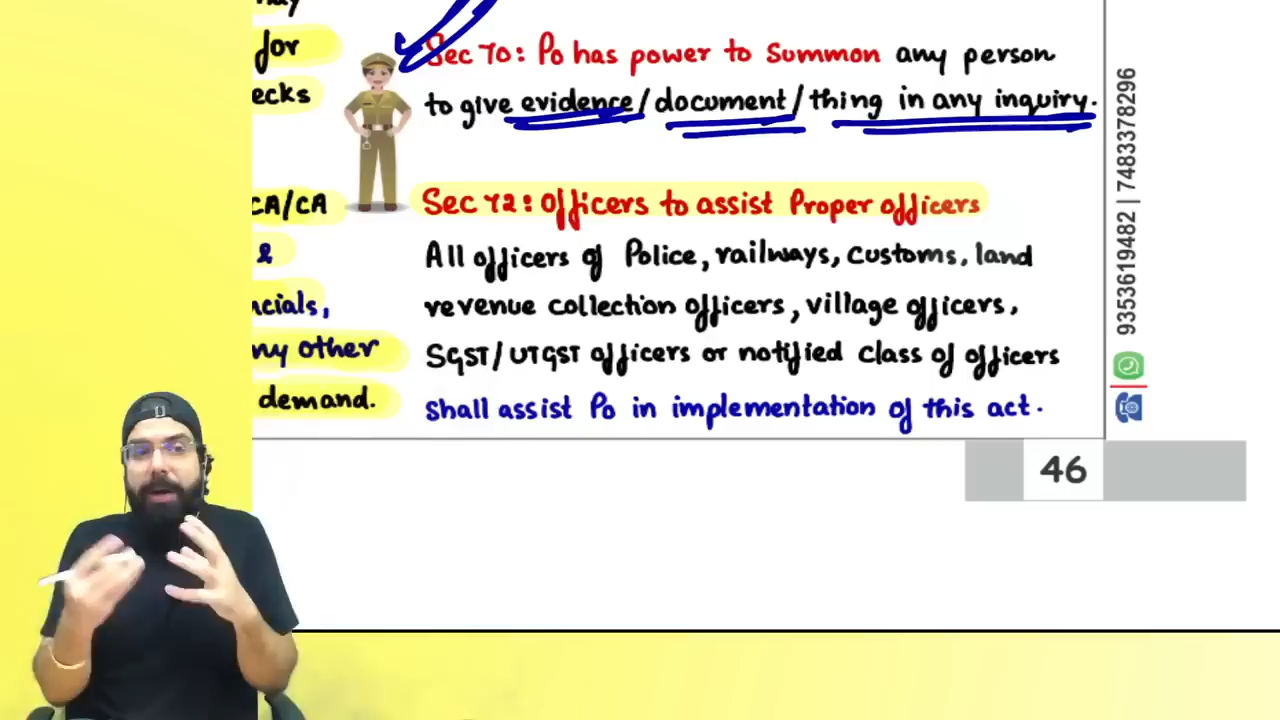 for
ecks
CA/CA
&
ncials,
ny other
demand.
Sec 70: Po has power to Summon any person
to give evidence/document/thing in any inquiry.
Sec 72: Officers to assist Proper officers
All officers of Police, railways, customs, land
revenue collection officers, village officers,
SGST/UTGST officers or notified class of officers
shall assist Po in implementation of this act.
9353619482 | 7483378296
46